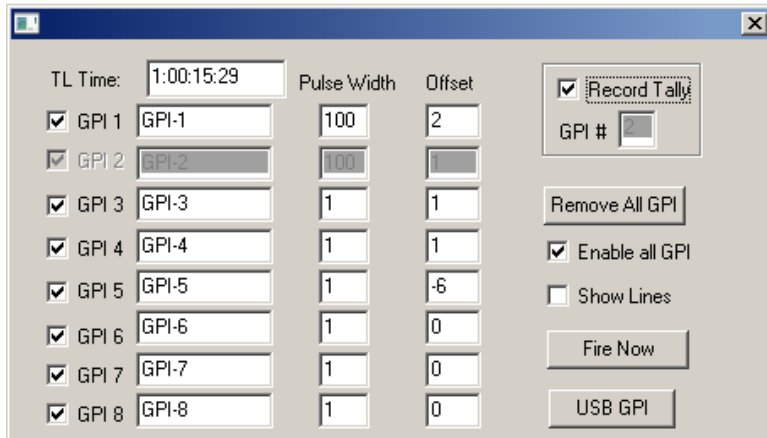 TL Time: 1:00:15:29 Pulse Width Offset
Record Tally
GPI # 2
GPI 1 GPI-1 100 2
GPI 2 GPI-2 100 1
GPI 3 GPI-3 1 1
Remove All GPI
GPI 4 GPI-4 1 1
Enable all GPI
GPI 5 GPI-5 1 -6
Show Lines
GPI 6 GPI-6 1 0
Fire Now
GPI 7 GPI-7 1 0
GPI 8 GPI-8 1 0
USB GPI